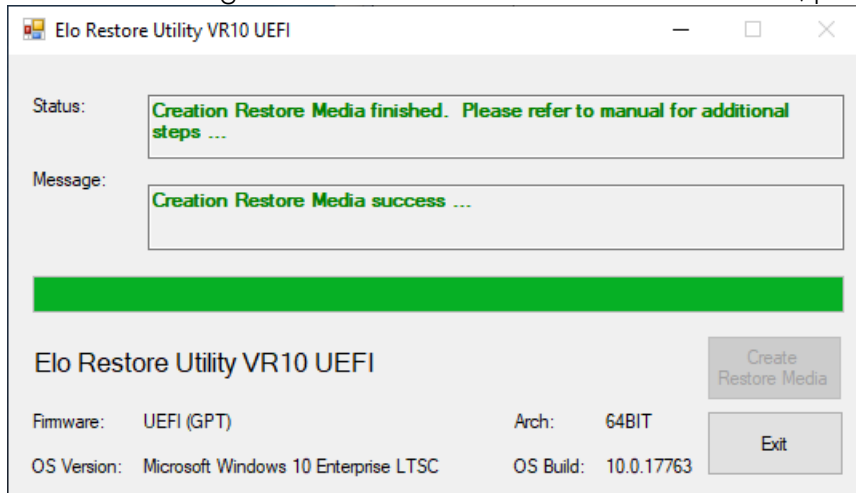 Elo Restore Utility VR10 UEFI
Status:
Creation Restore Media finished. Please refer to manual for additional
steps ...
Message:
Creation Restore Media success ...
Elo Restore Utility VR10 UEFI
Create
Restore Media
Firmware: UEFI (GPT) Arch: 64BIT
Exit
OS Version: Microsoft Windows 10 Enterprise LTSC OS Build: 10.0.17763